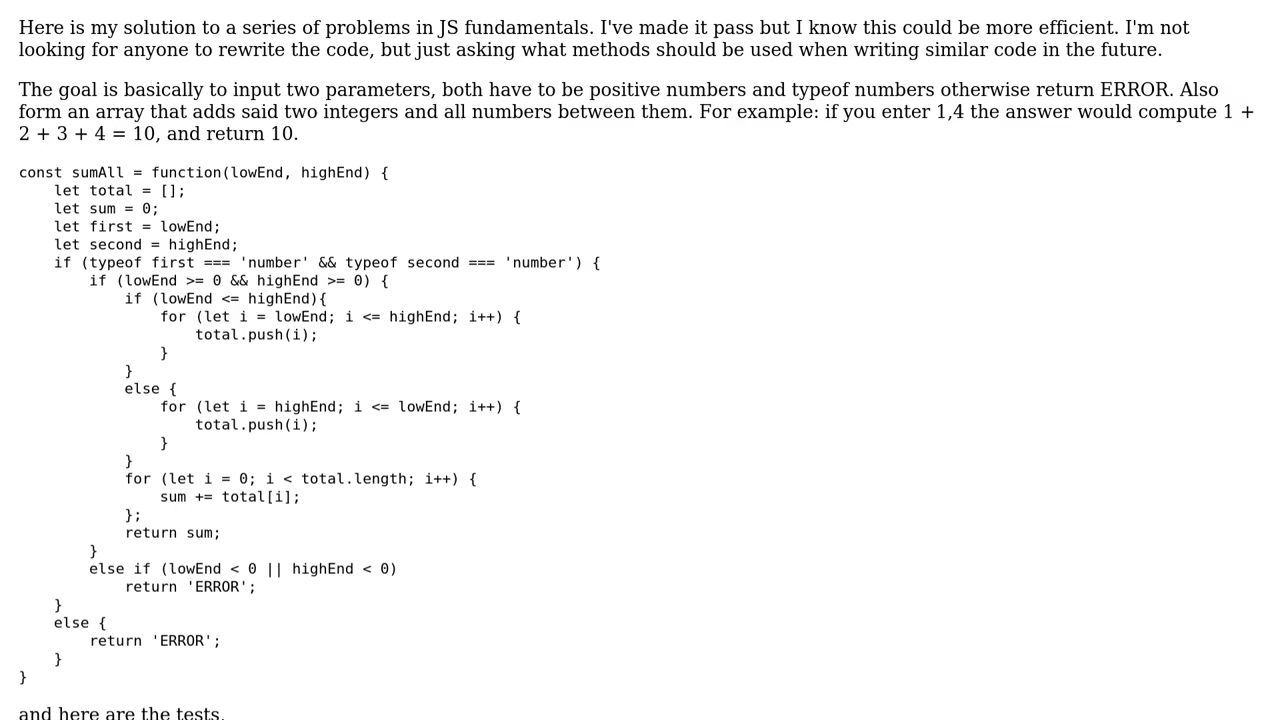 Here is my solution to a series of problems in JS fundamentals. I've made it pass but I know this could be more efficient. I'm not
looking for anyone to rewrite the code, but just asking what methods should be used when writing similar code in the future.
The goal is basically to input two parameters, both have to be positive numbers and typeof numbers otherwise return ERROR. Also
form an array that adds said two integers and all numbers between them. For example: if you enter 1,4 the answer would compute 1 +
2 + 3 + 4 = 10, and return 10.
const sumAll = function(lowEnd, highEnd) {
    let total = [];
    let sum = 0;
    let first = lowEnd;
    let second = highEnd;
    if (typeof first === 'number' && typeof second === 'number') {
        if (lowEnd >= 0 && highEnd >= 0) {
            if (lowEnd <= highEnd){
                for (let i = lowEnd; i <= highEnd; i++) {
                    total.push(i);
                }
            }
            else {
                for (let i = highEnd; i <= lowEnd; i++) {
                    total.push(i);
                }
            }
            for (let i = 0; i < total.length; i++) {
                sum += total[i];
            };
            return sum;
        }
        else if (lowEnd < 0 || highEnd < 0)
            return 'ERROR';
    }
    else {
        return 'ERROR';
    }
}
and here are the tests.